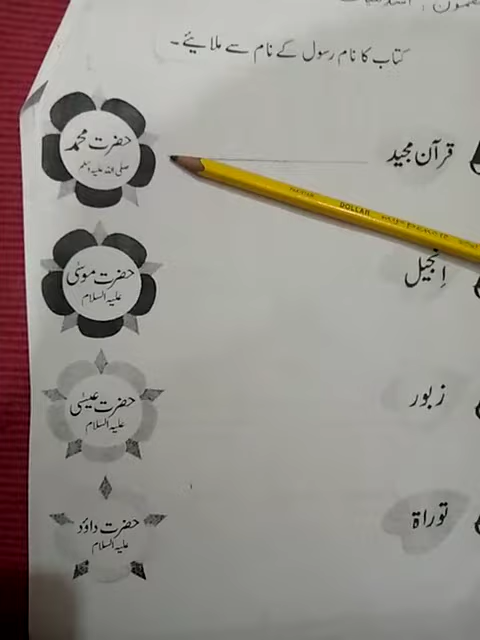 کتاب کا نام رسول کے نام سے ملائیے۔
قرآن مجید
حضرت محمد
صلی اللہ علیہ وسلم
DOLLAR
انجیل
حضرت موسیٰ
علیہ السلام
زبور
حضرت عیسیٰ
علیہ السلام
توراۃ
حضرت داؤد
علیہ السلام